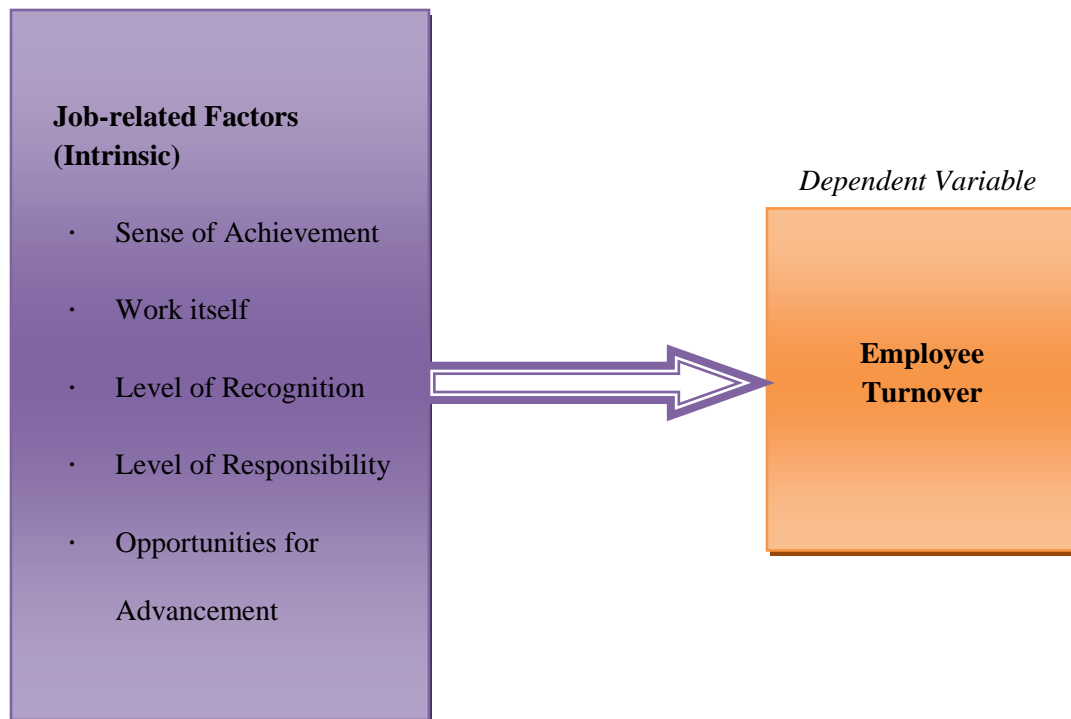 Job-related Factors
(Intrinsic)
· Sense of Achievement
· Work itself
· Level of Recognition
· Level of Responsibility
· Opportunities for
Advancement
Dependent Variable
Employee
Turnover